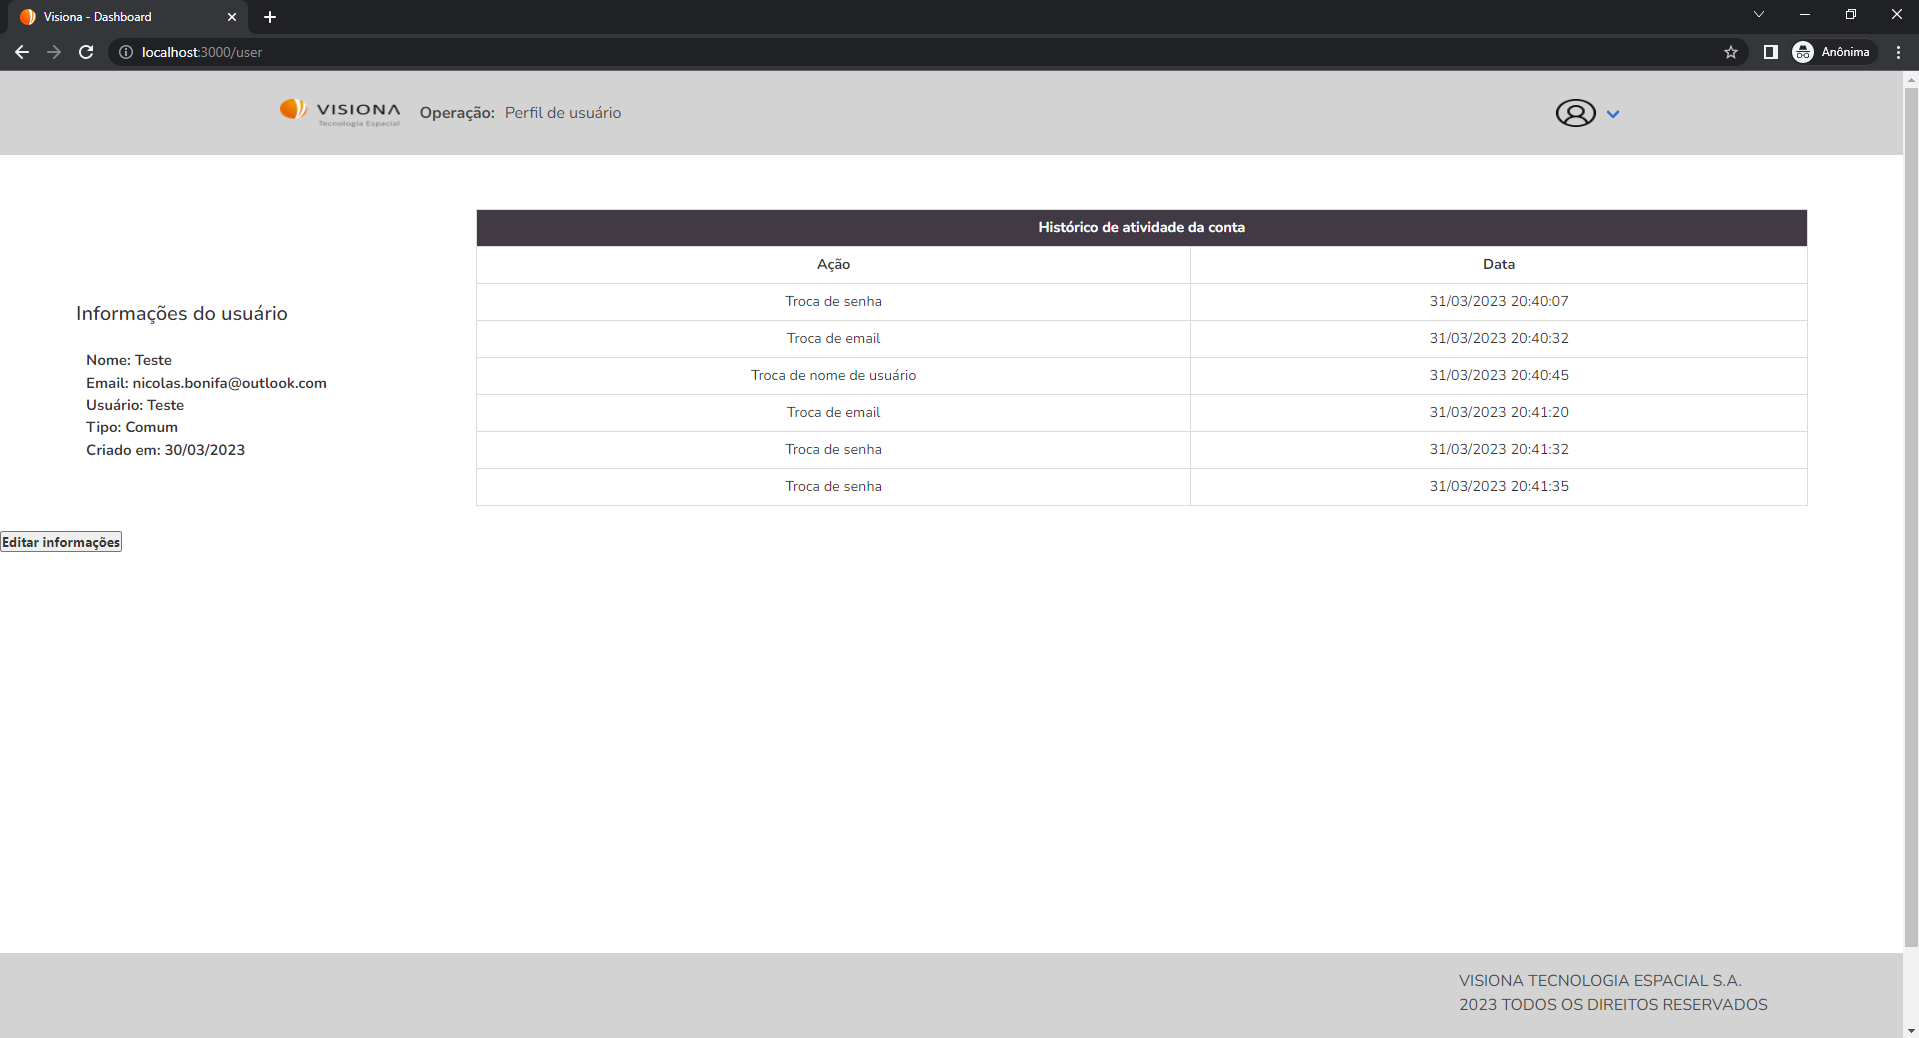 Visiona - Dashboard
localhost:3000/user
Anônima
VISIONA
Tecnologia Espacial
Operação: Perfil de usuário
Informações do usuário
Nome: Teste
Email: nicolas.bonifa@outlook.com
Usuário: Teste
Tipo: Comum
Criado em: 30/03/2023
Editar informações
Histórico de atividade da conta
Ação Data
Troca de senha 31/03/2023 20:40:07
Troca de email 31/03/2023 20:40:32
Troca de nome de usuário 31/03/2023 20:40:45
Troca de email 31/03/2023 20:41:20
Troca de senha 31/03/2023 20:41:32
Troca de senha 31/03/2023 20:41:35
VISIONA TECNOLOGIA ESPACIAL S.A.
2023 TODOS OS DIREITOS RESERVADOS